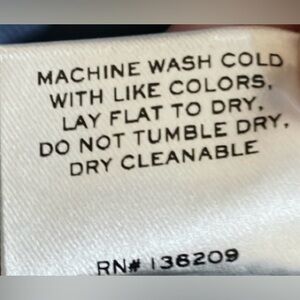 MACHINE WASH COLD
WITH LIKE COLORS,
LAY FLAT TO DRY.
DO NOT TUMBLE DRY.
DRY CLEANABLE
RN# 136209